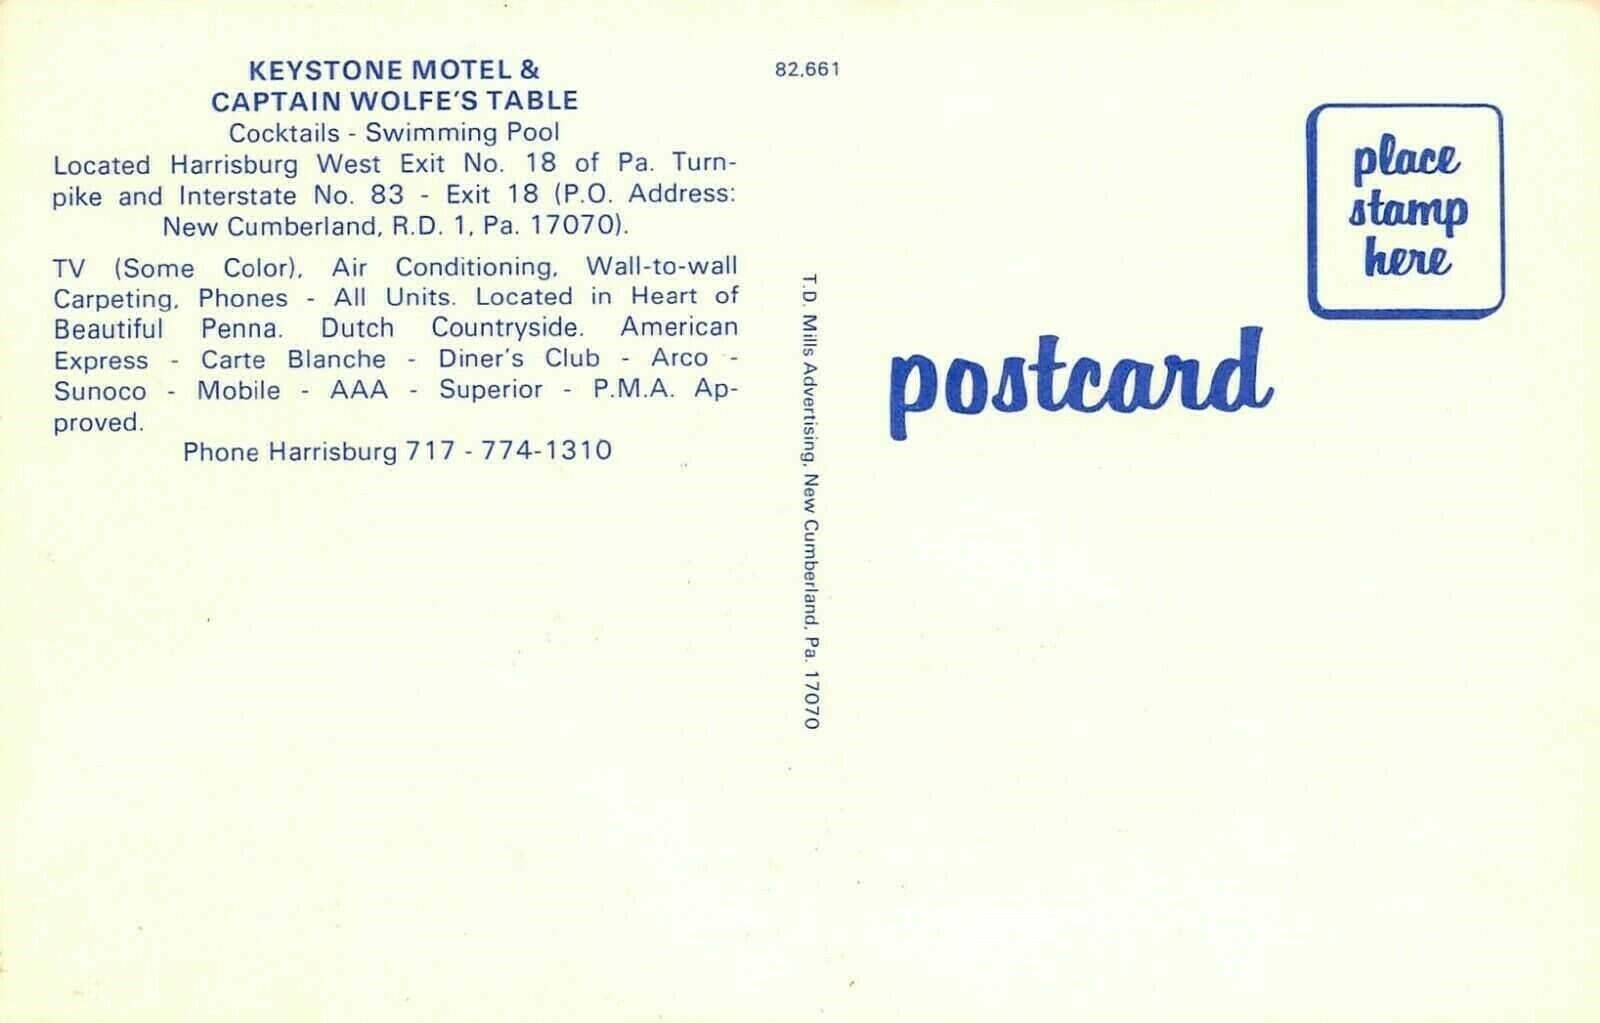 KEYSTONE MOTEL &
CAPTAIN WOLFE'S TABLE
Cocktails - Swimming Pool
Located Harrisburg West Exit No. 18 of Pa. Turn-
pike and Interstate No. 83 - Exit 18 (P.O. Address:
New Cumberland, R.D. 1, Pa. 17070).
TV (Some Color), Air Conditioning, Wall-to-wall
Carpeting, Phones - All Units. Located in Heart of
Beautiful Penna. Dutch Countryside. American
Express - Carte Blanche - Diner's Club - Arco -
Sunoco - Mobile - AAA - Superior - P.M.A. Ap-
proved.
Phone Harrisburg 717 - 774-1310
82,661
T.D. Mills Advertising, New Cumberland, Pa. 17070
place
stamp
here
postcard